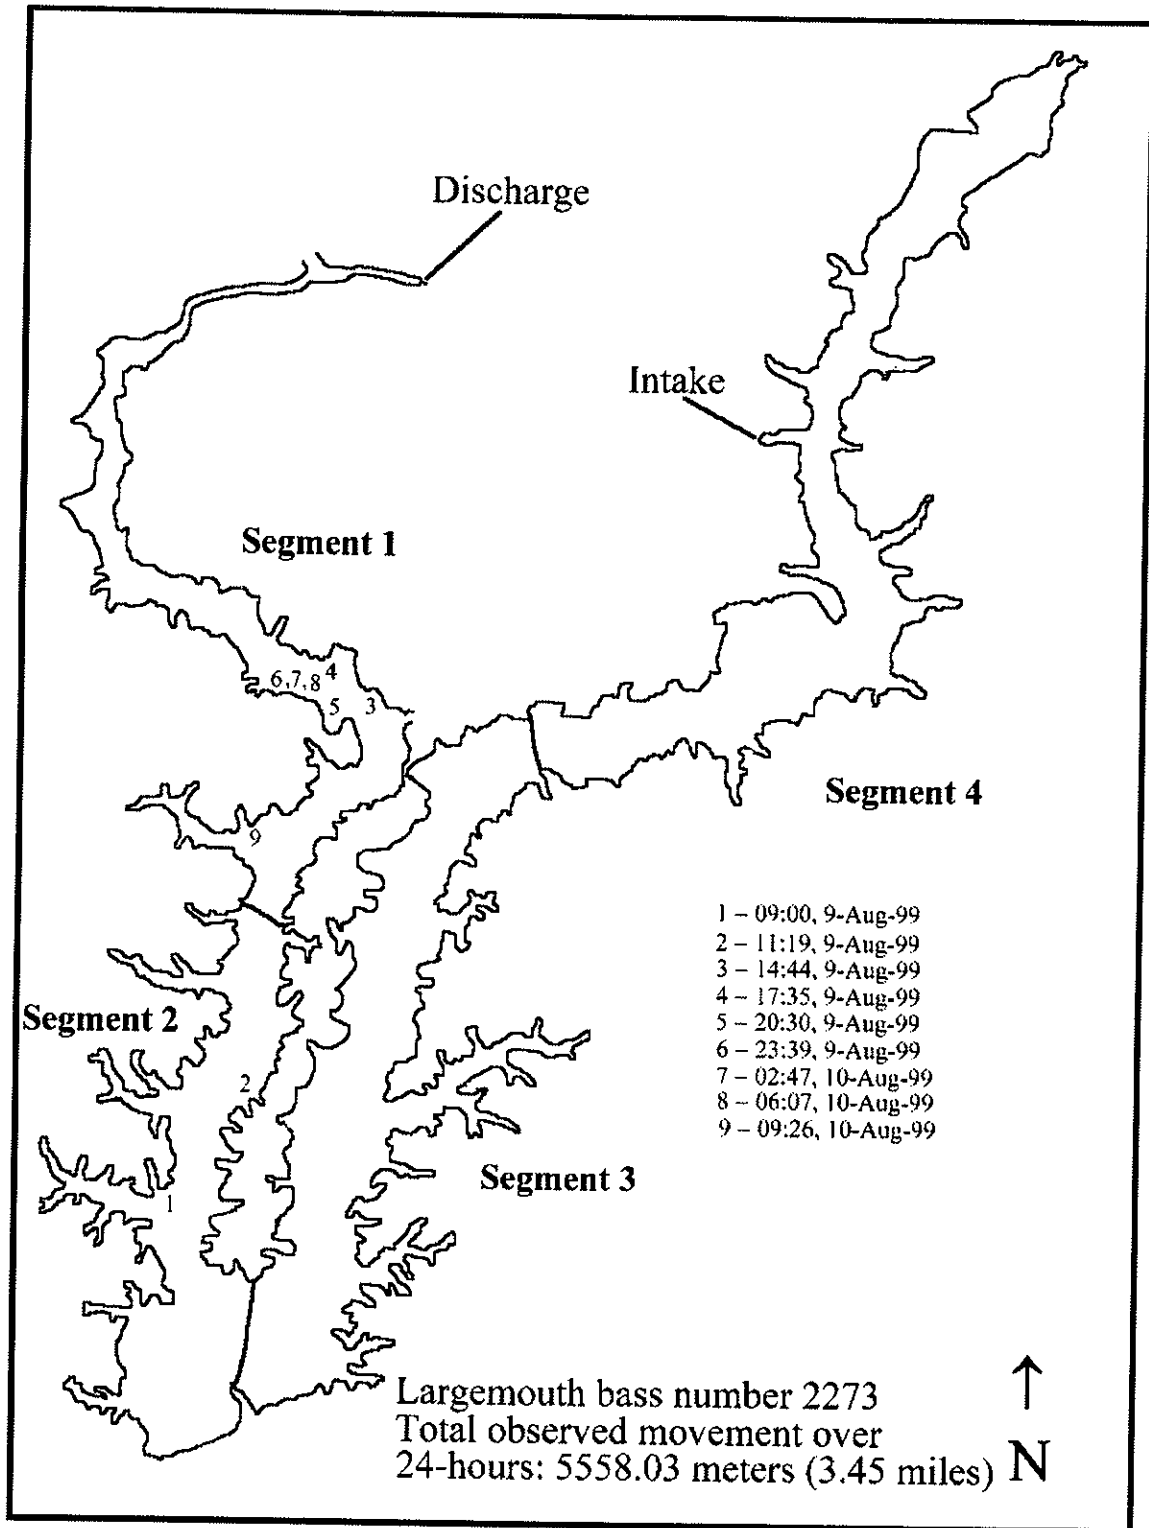 Discharge
Intake
Segment 1
4
6,7,8
5
3
Segment 4
9
1 – 09:00, 9-Aug-99
2 – 11:19, 9-Aug-99
3 – 14:44, 9-Aug-99
4 – 17:35, 9-Aug-99
5 – 20:30, 9-Aug-99
6 – 23:39, 9-Aug-99
7 – 02:47, 10-Aug-99
8 – 06:07, 10-Aug-99
9 – 09:26, 10-Aug-99
Segment 2
2
Segment 3
1
Largemouth bass number 2273
Total observed movement over
24-hours: 5558.03 meters (3.45 miles)
N